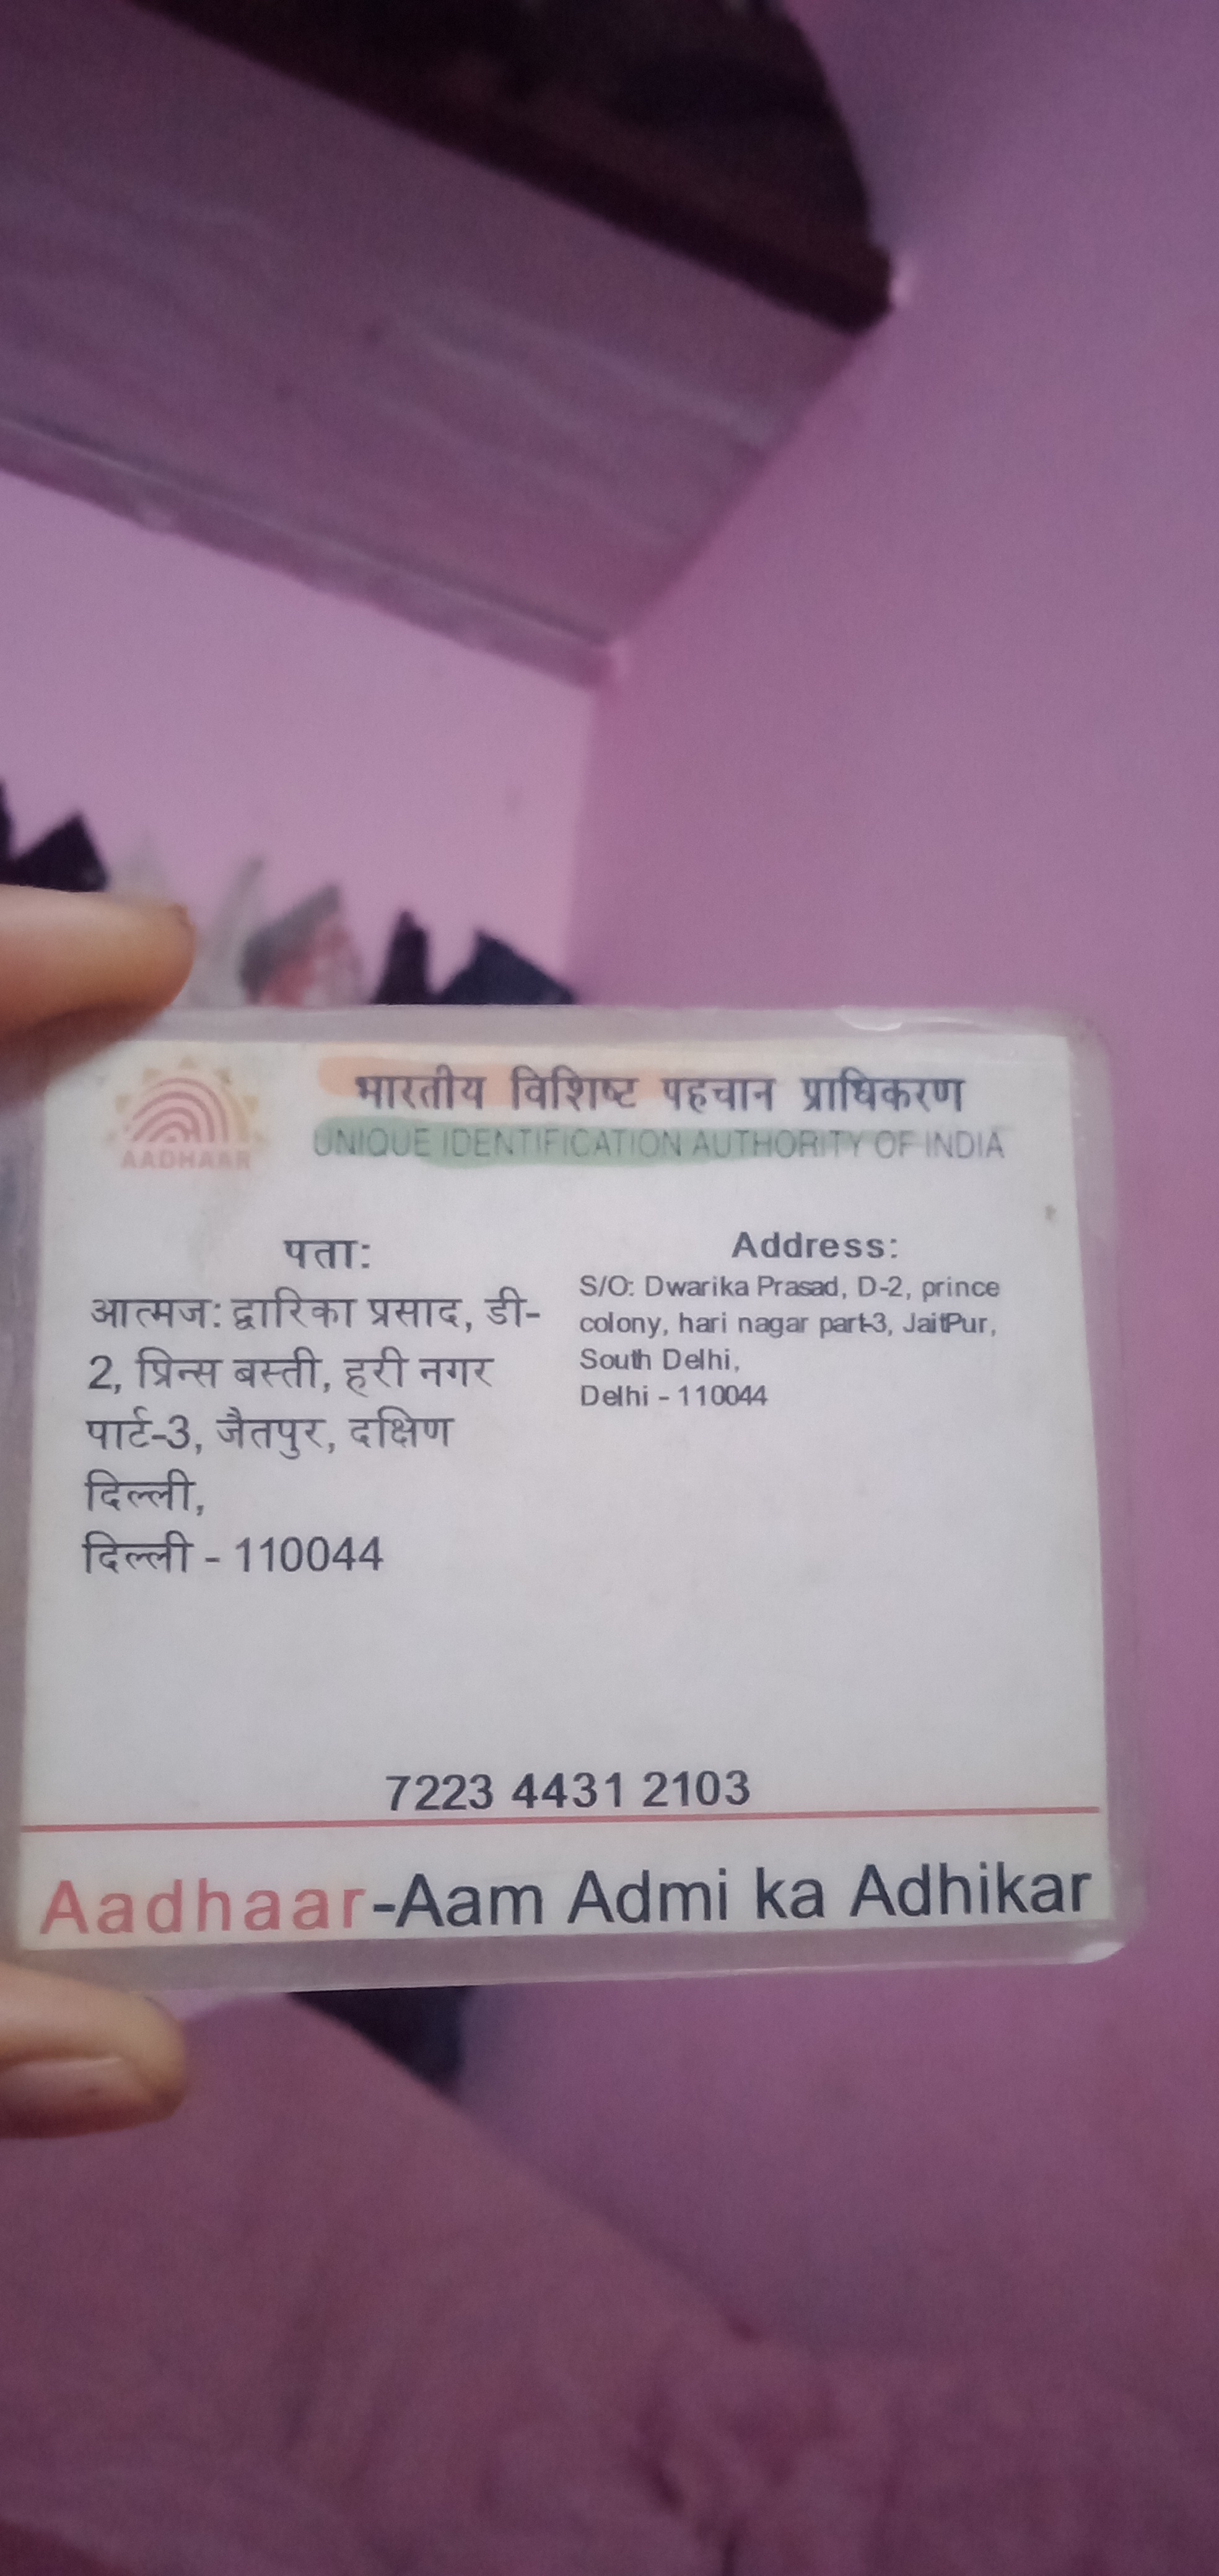 भारतीय विशिष्ट पहचान प्राधिकरण
AADHAAR
UNIQUE IDENTIFICATION AUTHORITY OF INDIA
पता:
आत्मज: द्वारिका प्रसाद, डी-
2, प्रिन्स बस्ती, हरी नगर
पार्ट-3, जैतपुर, दक्षिण
दिल्ली,
दिल्ली - 110044
Address:
S/O: Dwarika Prasad, D-2, prince
colony, hari nagar part-3, JaitPur,
South Delhi,
Delhi - 110044
7223 4431 2103
Aadhaar-Aam Admi ka Adhikar